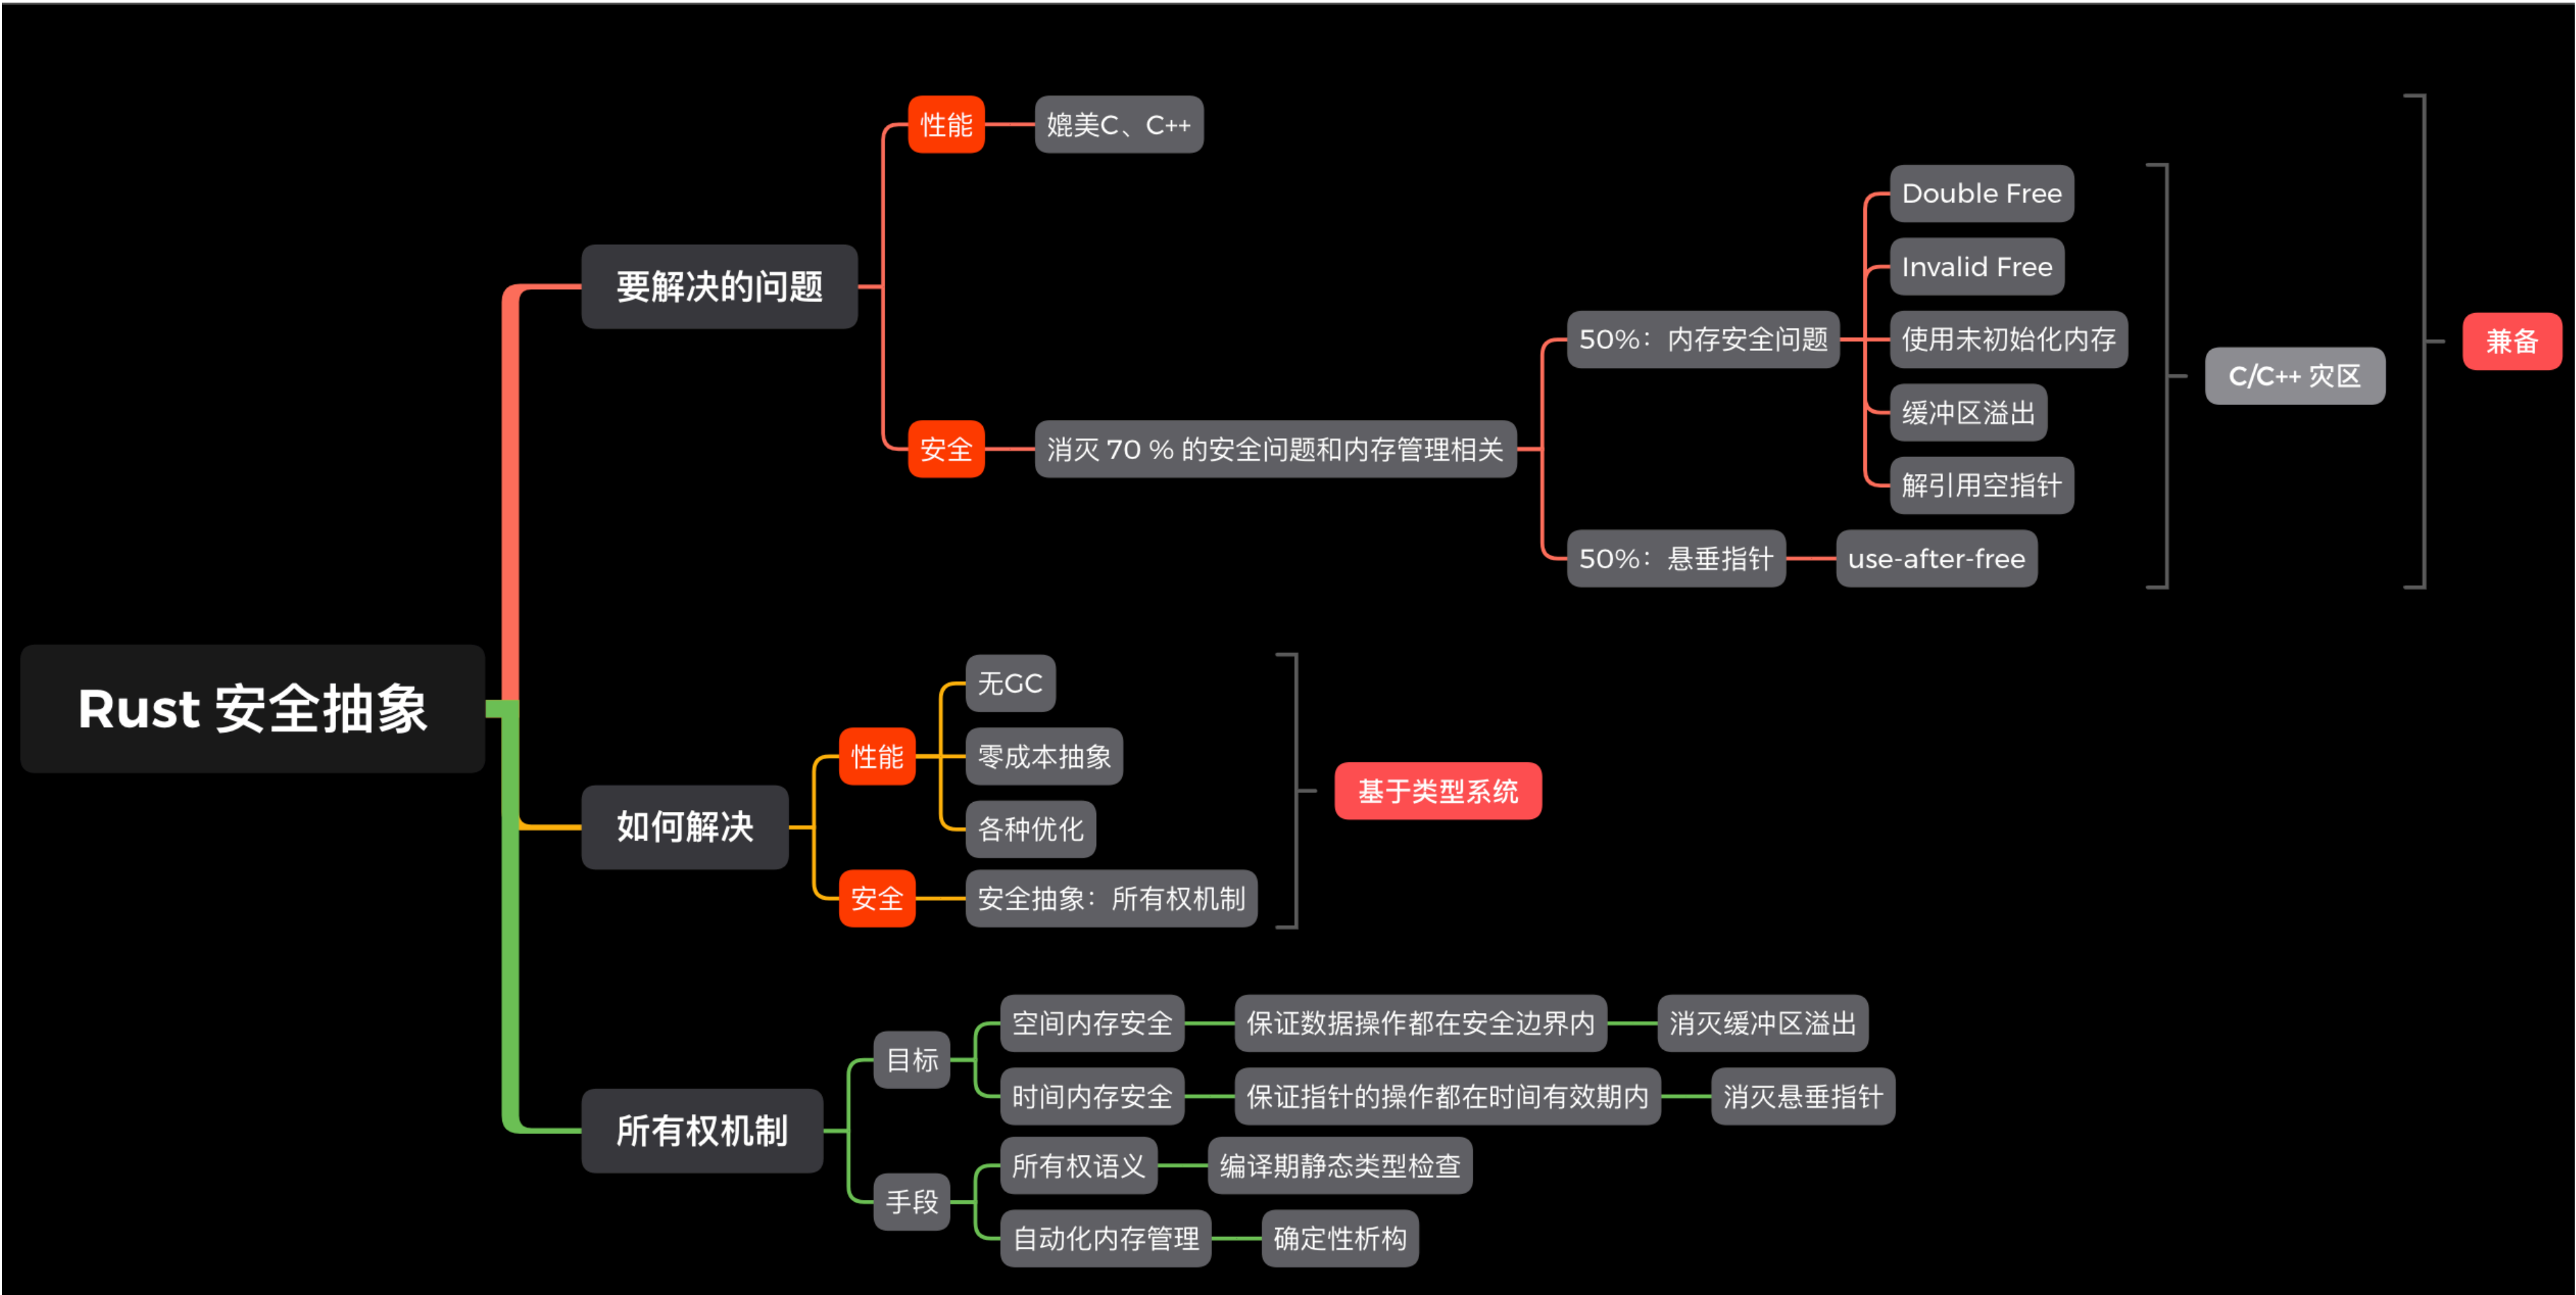 Rust 安全抽象
要解决的问题
性能
媲美C、C++
安全
消灭 70 % 的安全问题和内存管理相关
50%：内存安全问题
Double Free
Invalid Free
使用未初始化内存
缓冲区溢出
解引用空指针
50%：悬垂指针
use-after-free
C/C++ 灾区
兼备
如何解决
性能
无GC
零成本抽象
各种优化
安全
安全抽象：所有权机制
基于类型系统
所有权机制
目标
空间内存安全
保证数据操作都在安全边界内
消灭缓冲区溢出
时间内存安全
保证指针的操作都在时间有效期内
消灭悬垂指针
手段
所有权语义
编译期静态类型检查
自动化内存管理
确定性析构